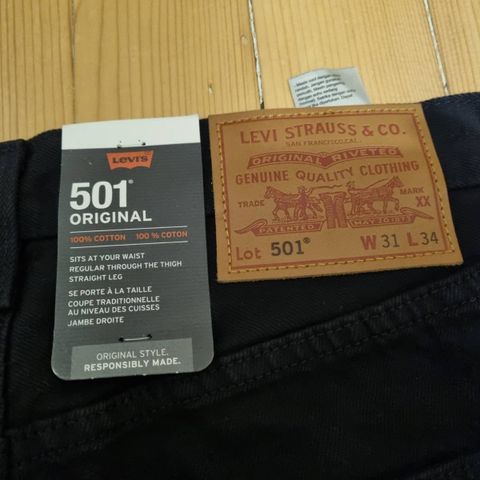 Levi's
501®
ORIGINAL
100% COTTON 100 % COTON
SITS AT YOUR WAIST
REGULAR THROUGH THE THIGH
STRAIGHT LEG
SE PORTE À LA TAILLE
COUPE TRADITIONNELLE
AU NIVEAU DES CUISSES
JAMBE DROITE
ORIGINAL STYLE.
RESPONSIBLY MADE.
LEVI STRAUSS & CO.
SAN FRANCISCO, CAL.
ORIGINAL RIVETED
GENUINE QUALITY CLOTHING
TRADE MARK
XX
PATENTED MAY 20 1873
Lot 501® W 31 L 34